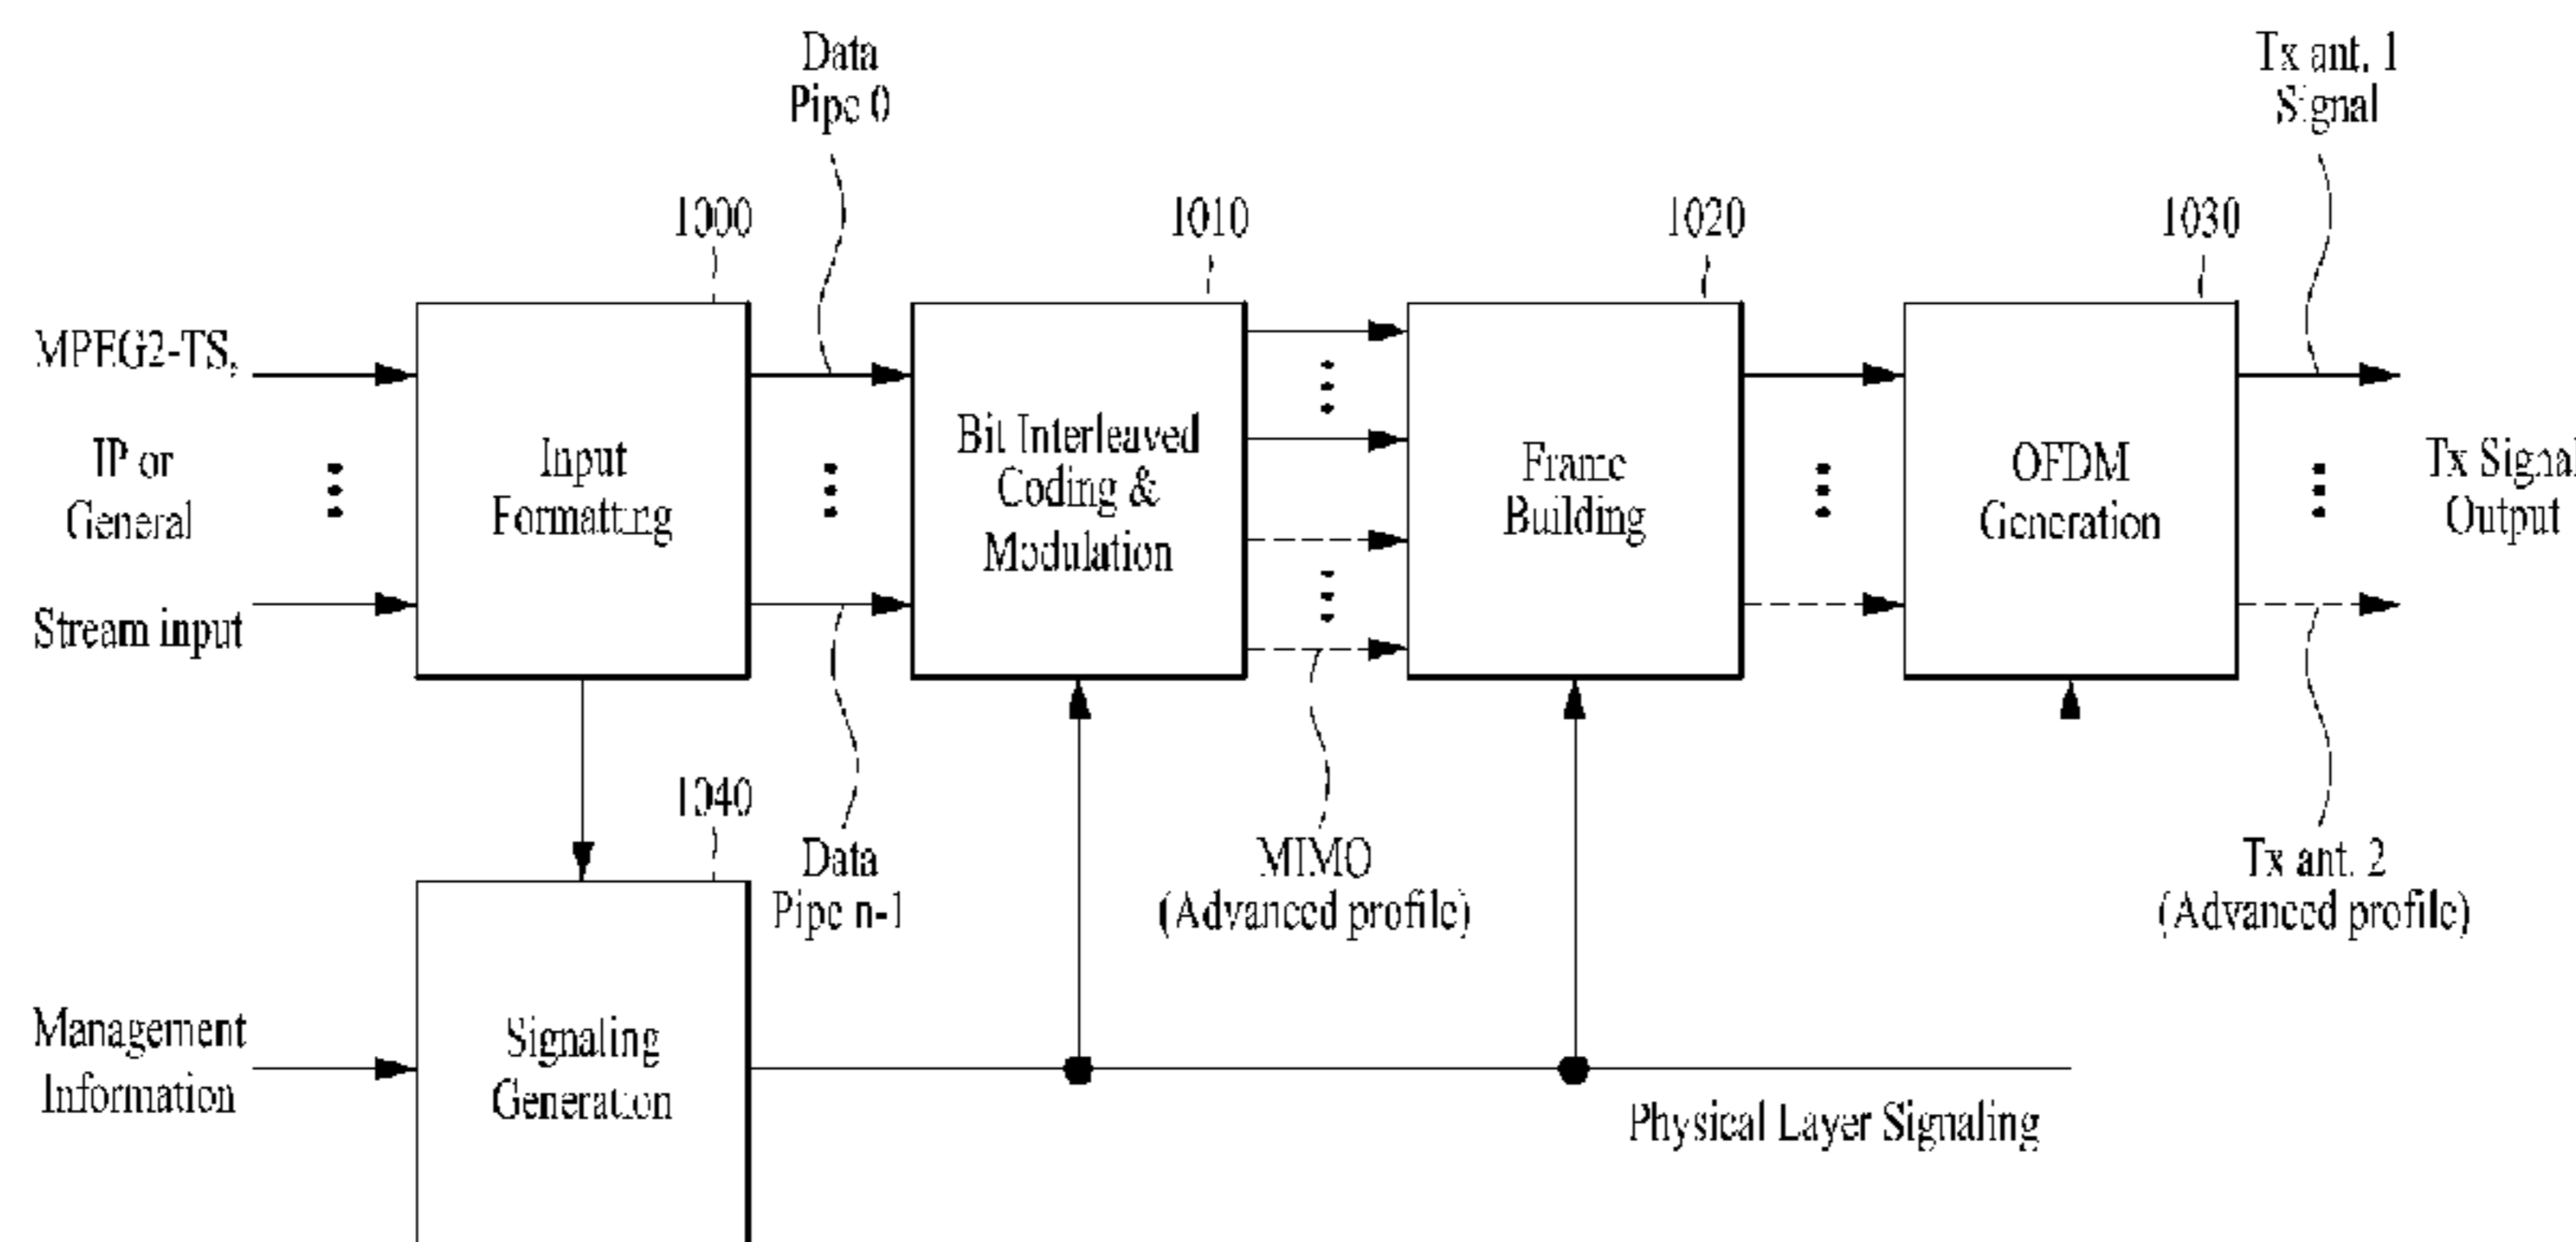 Data
Pipe 0
Tx ant. 1
Signal
1000
1010
1020
1030
MPEG2-TS,
IP or
General
Stream input
Input
Formatting
Bit Interleaved
Coding &
Modulation
Frame
Building
OFDM
Generation
Tx Signal
Output
1040
Data
Pipe n-1
MIMO
(Advanced profile)
Tx ant. 2
(Advanced profile)
Management
Information
Signaling
Generation
Physical Layer Signaling